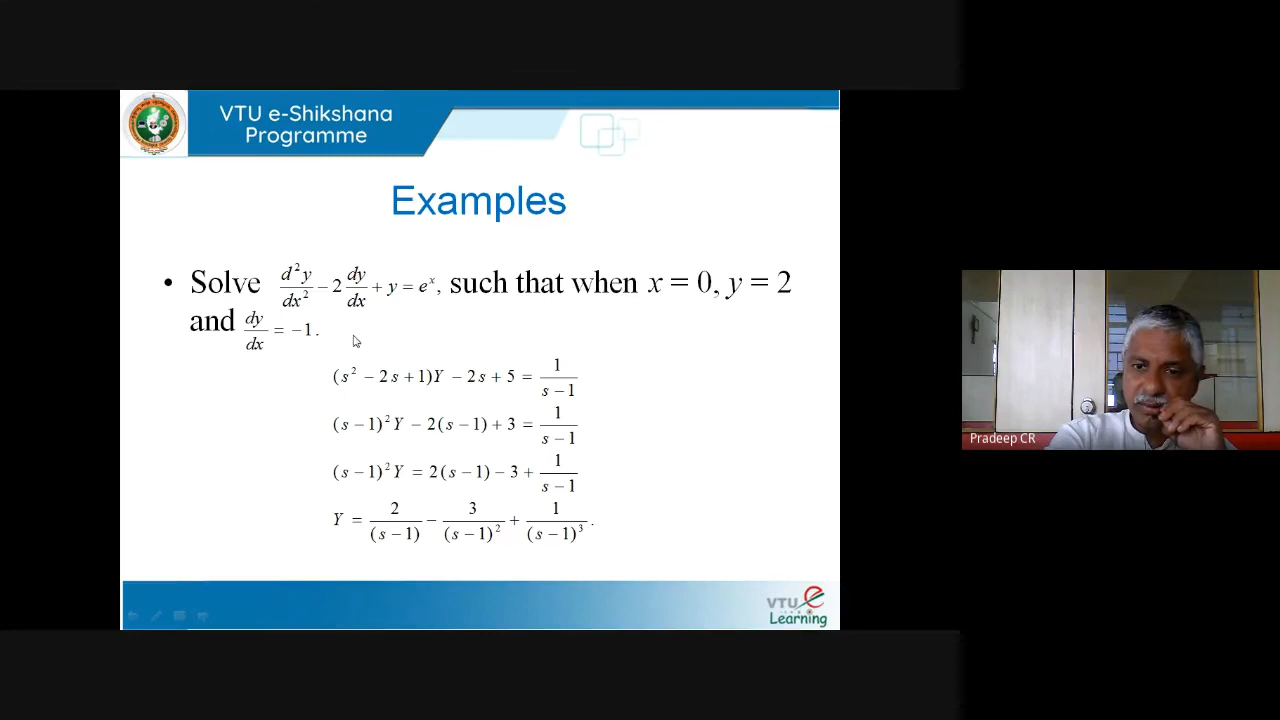 VTU e-Shikshana
Programme
Examples
• Solve d²y/dx² − 2 dy/dx + y = eˣ, such that when x = 0, y = 2
and dy/dx = −1.
(s² − 2s + 1)Y − 2s + 5 = 1/(s − 1)
(s − 1)²Y − 2(s − 1) + 3 = 1/(s − 1)
(s − 1)²Y = 2(s − 1) − 3 + 1/(s − 1)
Y = 2/(s − 1) − 3/(s − 1)² + 1/(s − 1)³.
Pradeep CR
VTU e
Learning